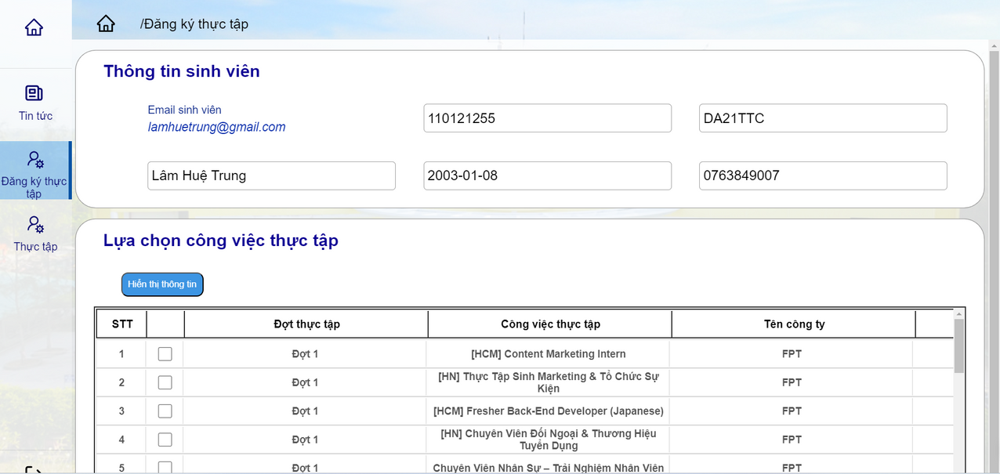 /Đăng ký thực tập
Tin tức
Đăng ký thực
tập
Thực tập
Thông tin sinh viên
Email sinh viên
lamhuetrung@gmail.com
110121255
DA21TTC
Lâm Huệ Trung
2003-01-08
0763849007
Lựa chọn công việc thực tập
Hiển thị thông tin
STT Đợt thực tập Công việc thực tập Tên công ty
1 Đợt 1 [HCM] Content Marketing Intern FPT
2 Đợt 1 [HN] Thực Tập Sinh Marketing & Tổ Chức Sự
Kiện FPT
3 Đợt 1 [HCM] Fresher Back-End Developer (Japanese) FPT
4 Đợt 1 [HN] Chuyên Viên Đối Ngoại & Thương Hiệu
Tuyển Dụng FPT
5 Đợt 1 Chuyên Viên Nhân Sự – Trải Nghiệm Nhân Viên FPT